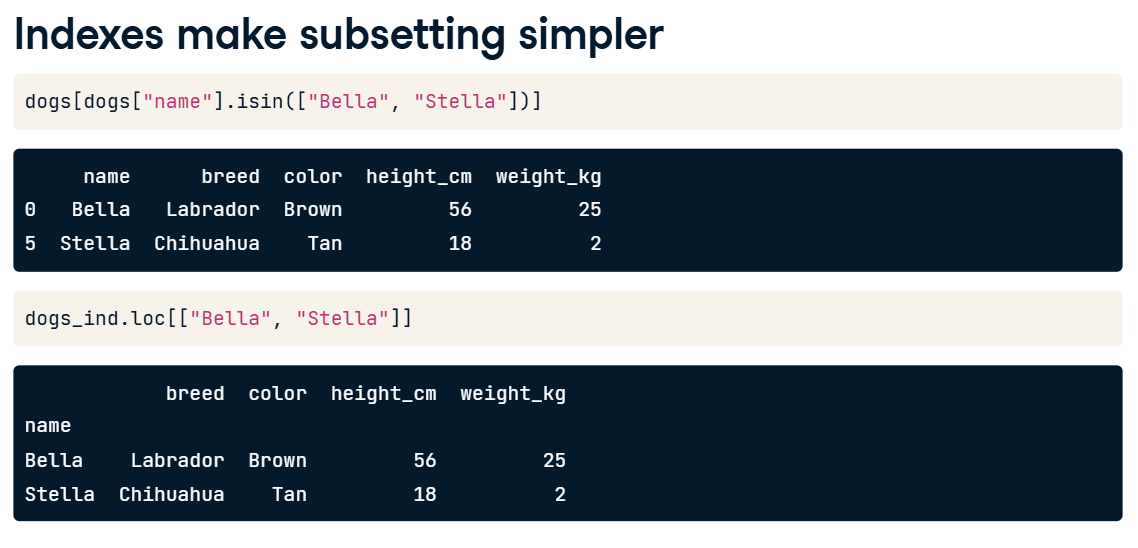 Indexes make subsetting simpler
dogs[dogs["name"].isin(["Bella", "Stella"])]
     name      breed  color  height_cm  weight_kg
0   Bella   Labrador  Brown         56         25
5  Stella  Chihuahua    Tan         18          2
dogs_ind.loc[["Bella", "Stella"]]
            breed  color  height_cm  weight_kg
name
Bella    Labrador  Brown         56         25
Stella  Chihuahua    Tan         18          2